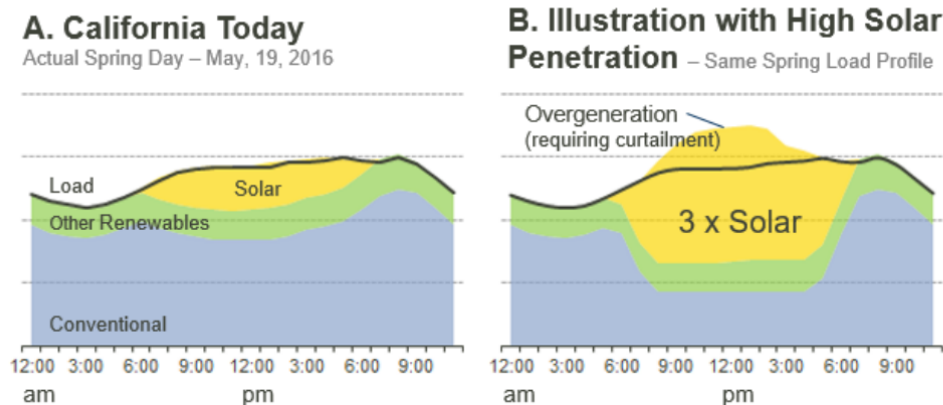 A. California Today
Actual Spring Day – May, 19, 2016
Load
Solar
Other Renewables
Conventional
12:00 3:00 6:00 9:00 12:00 3:00 6:00 9:00
am pm
B. Illustration with High Solar
Penetration – Same Spring Load Profile
Overgeneration
(requiring curtailment)
3 x Solar
12:00 3:00 6:00 9:00 12:00 3:00 6:00 9:00
am pm